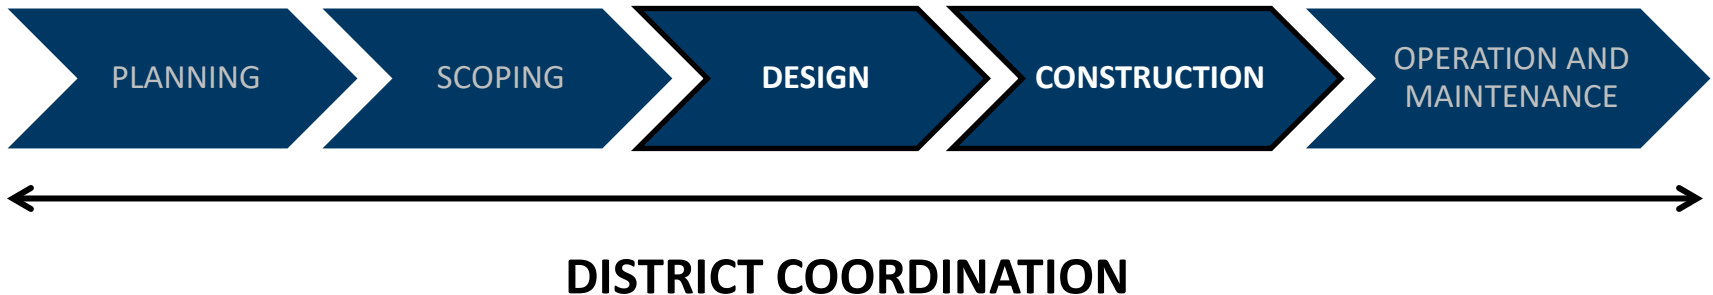 PLANNING
SCOPING
DESIGN
CONSTRUCTION
OPERATION AND
MAINTENANCE
DISTRICT COORDINATION